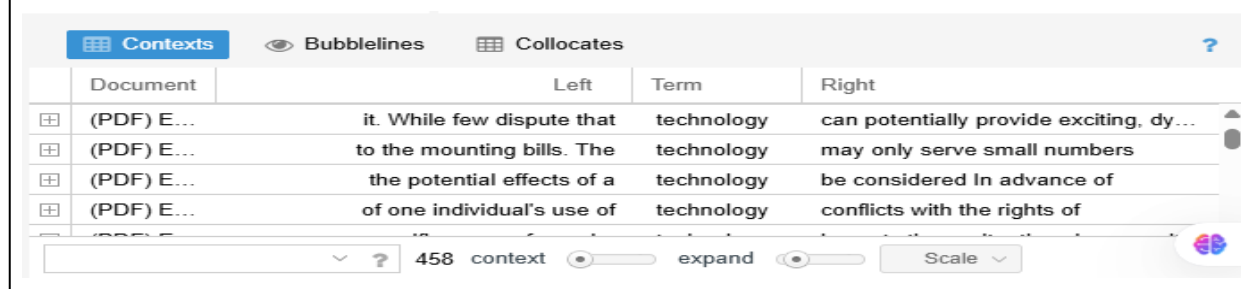 Contexts Bubblelines Collocates ?
Document Left Term Right
(PDF) E... it. While few dispute that technology can potentially provide exciting, dy...
(PDF) E... to the mounting bills. The technology may only serve small numbers
(PDF) E... the potential effects of a technology be considered In advance of
(PDF) E... of one individual's use of technology conflicts with the rights of
? 458 context expand Scale